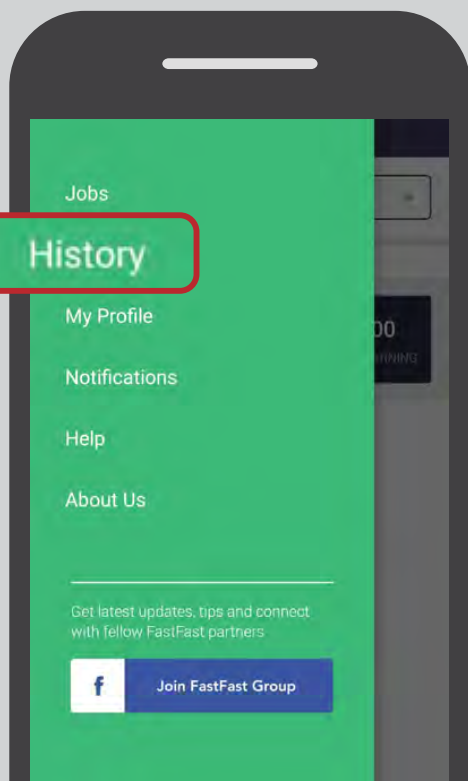 Jobs
History
My Profile
00
Notifications
Help
About Us
Get latest updates, tips and connect
with fellow FastFast partners
f
Join FastFast Group